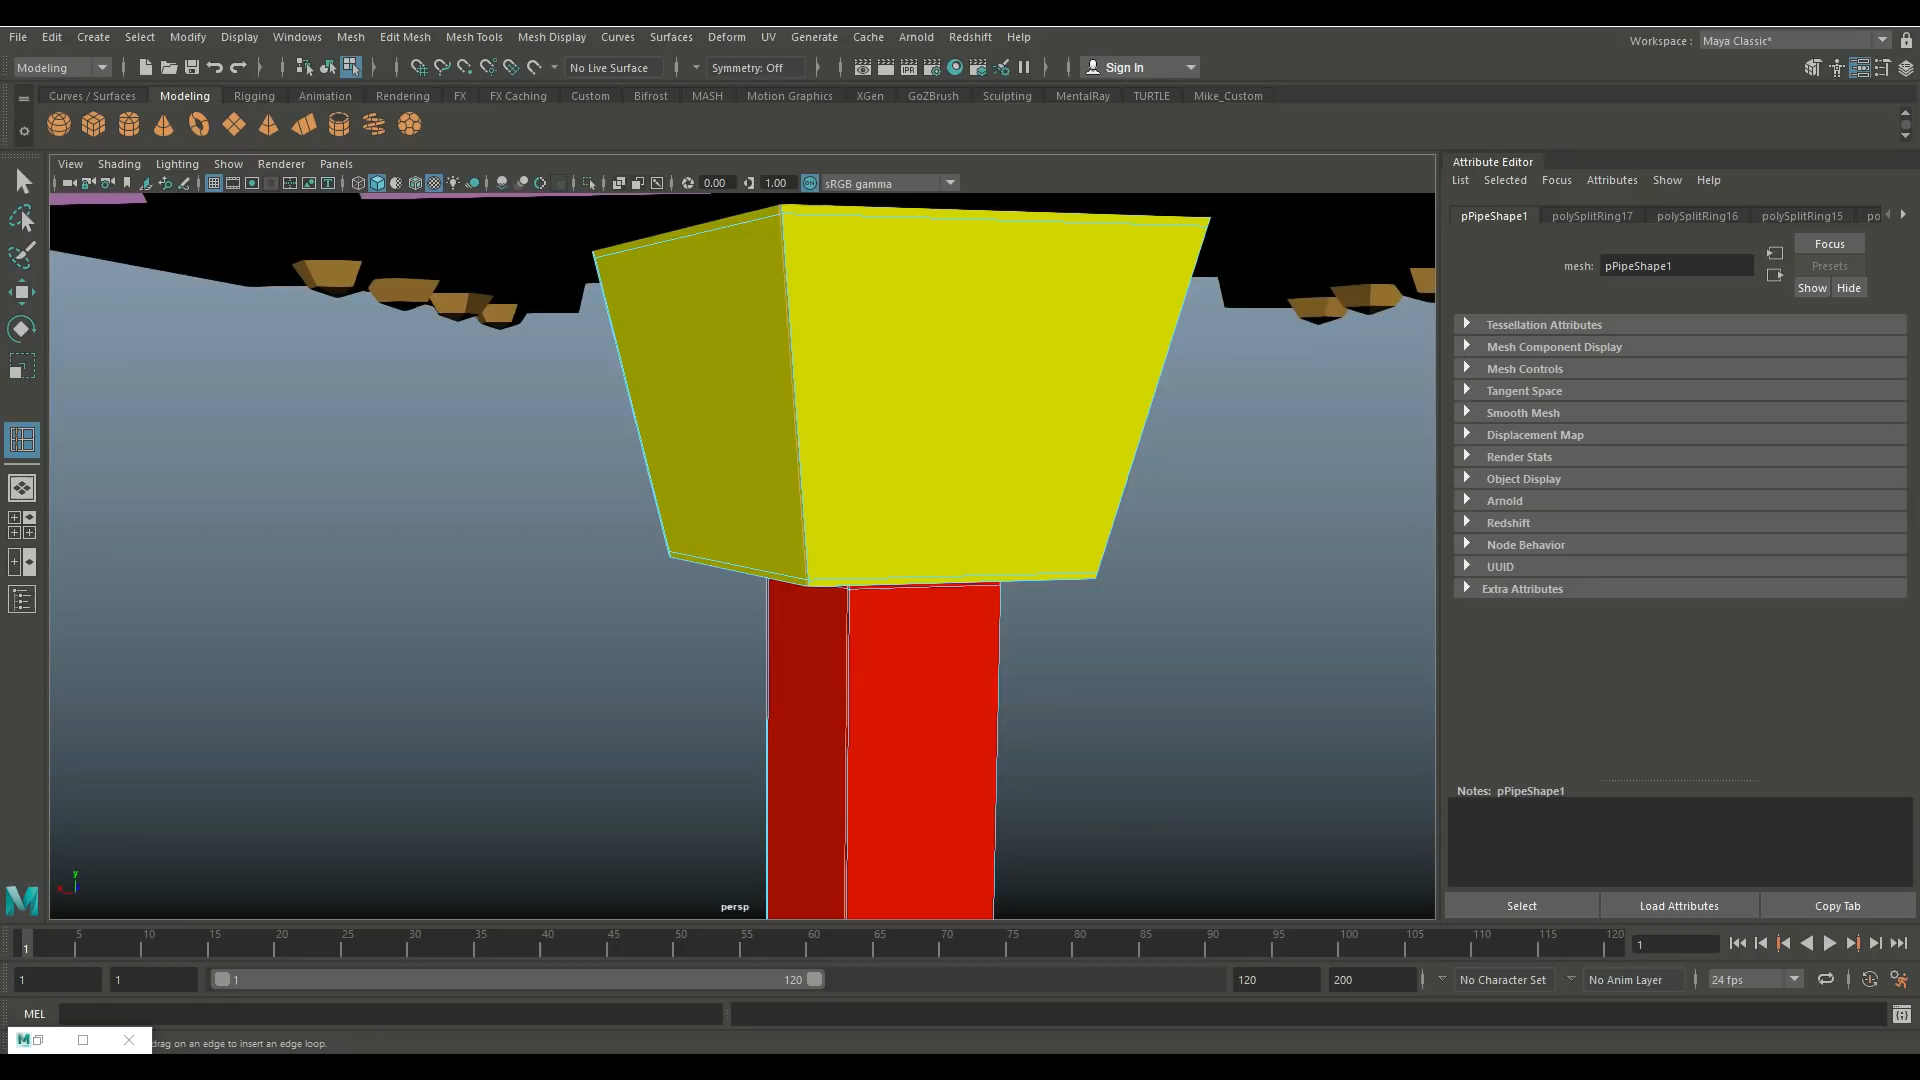 File Edit Create Select Modify Display Windows Mesh Edit Mesh Mesh Tools Mesh Display Curves Surfaces Deform UV Generate Cache Arnold Redshift Help
Workspace : Maya Classic*
Modeling No Live Surface Symmetry: Off IPR Sign In
Curves / Surfaces Modeling Rigging Animation Rendering FX FX Caching Custom Bifrost MASH Motion Graphics XGen GoZBrush Sculpting MentalRay TURTLE Mike_Custom
View Shading Lighting Show Renderer Panels
0.00 1.00 ON sRGB gamma
Attribute Editor
List Selected Focus Attributes Show Help
pPipeShape1 polySplitRing17 polySplitRing16 polySplitRing15 po
Focus
mesh: pPipeShape1
Presets
Show Hide
Tessellation Attributes
Mesh Component Display
Mesh Controls
Tangent Space
Smooth Mesh
Displacement Map
Render Stats
Object Display
Arnold
Redshift
Node Behavior
UUID
Extra Attributes
Notes: pPipeShape1
y
x
persp
Select Load Attributes Copy Tab
1 5 10 15 20 25 30 35 40 45 50 55 60 65 70 75 80 85 90 95 100 105 110 115 120 1
1 1 1 120 120 200 No Character Set No Anim Layer 24 fps
MEL
M drag on an edge to insert an edge loop.